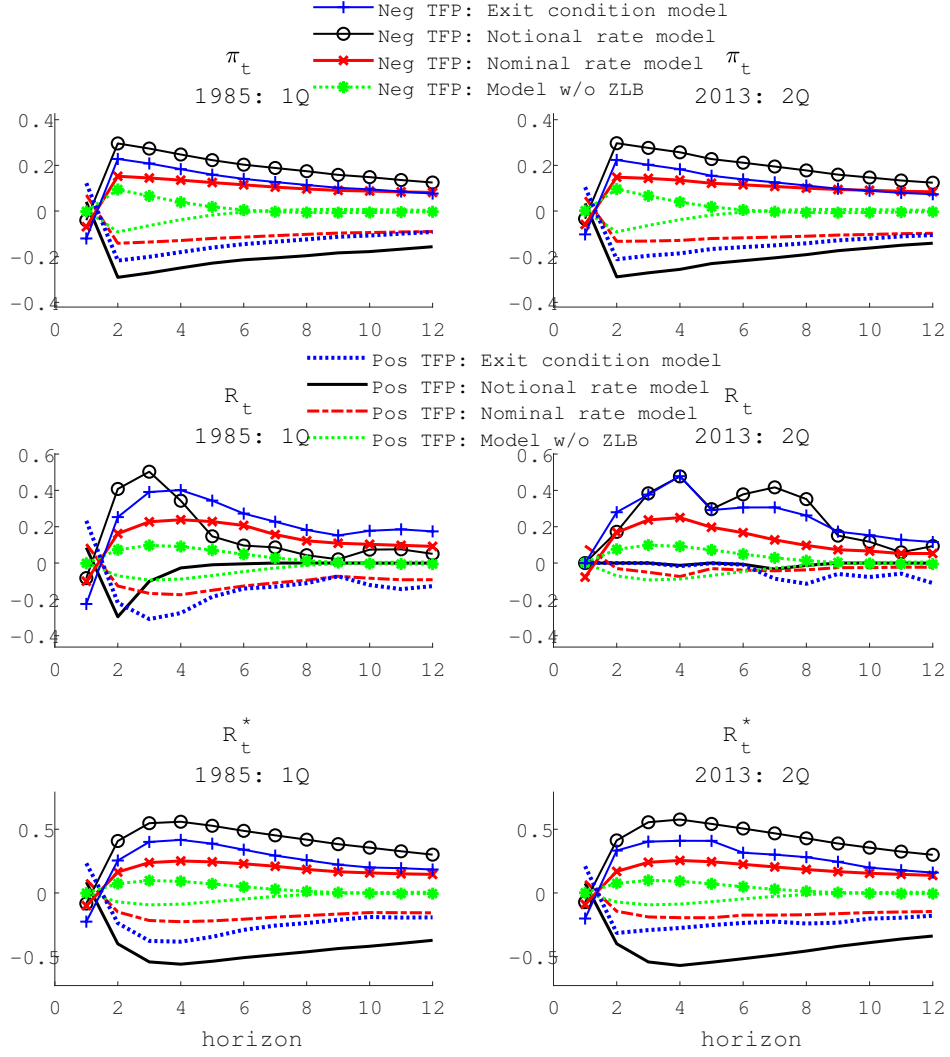 Neg TFP: Exit condition model
Neg TFP: Notional rate model
Neg TFP: Nominal rate model
Neg TFP: Model w/o ZLB
π_t
1985: 1Q
0.4
0.2
0
−0.2
−0.4
0 2 4 6 8 10 12
π_t
2013: 2Q
0.4
0.2
0
−0.2
−0.4
0 2 4 6 8 10 12
Pos TFP: Exit condition model
Pos TFP: Notional rate model
Pos TFP: Nominal rate model
Pos TFP: Model w/o ZLB
R_t
1985: 1Q
0.6
0.4
0.2
0
−0.2
−0.4
0 2 4 6 8 10 12
R_t
2013: 2Q
0.6
0.4
0.2
0
−0.2
−0.4
0 2 4 6 8 10 12
R_t^*
1985: 1Q
0.5
0
−0.5
0 2 4 6 8 10 12
horizon
R_t^*
2013: 2Q
0.5
0
−0.5
0 2 4 6 8 10 12
horizon